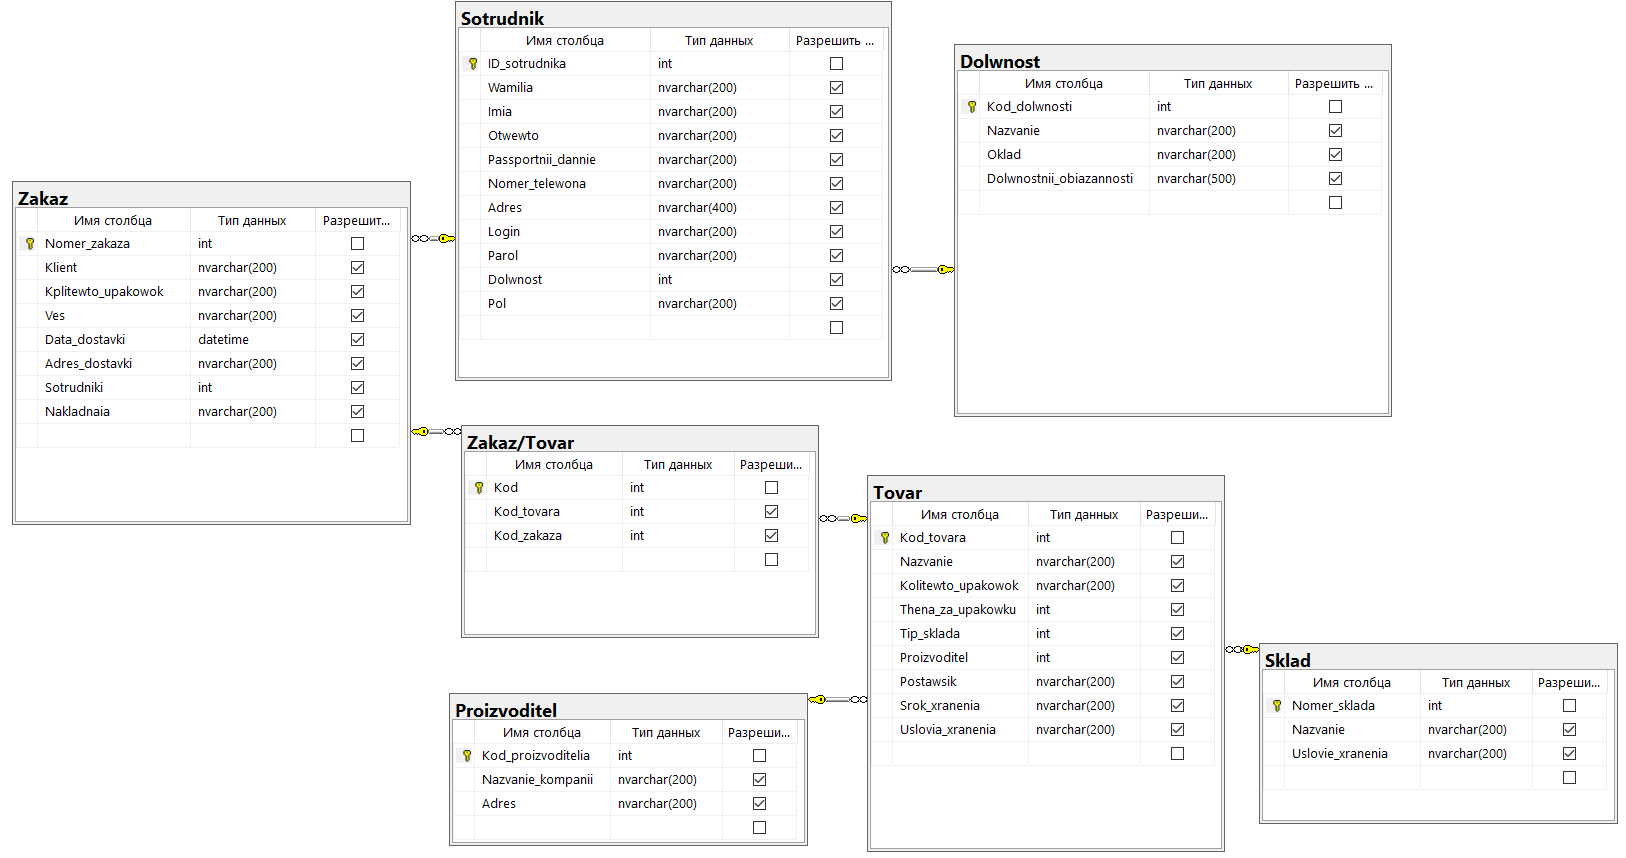 Sotrudnik
Имя столбца Тип данных Разрешить ...
ID_sotrudnika int
Wamilia nvarchar(200)
Imia nvarchar(200)
Otwewto nvarchar(200)
Passportnii_dannie nvarchar(200)
Nomer_telewona nvarchar(200)
Adres nvarchar(400)
Login nvarchar(200)
Parol nvarchar(200)
Dolwnost int
Pol nvarchar(200)
Dolwnost
Имя столбца Тип данных Разрешить ...
Kod_dolwnosti int
Nazvanie nvarchar(200)
Oklad nvarchar(200)
Dolwnostnii_obiazannosti nvarchar(500)
Zakaz
Имя столбца Тип данных Разрешит...
Nomer_zakaza int
Klient nvarchar(200)
Kplitewto_upakowok nvarchar(200)
Ves nvarchar(200)
Data_dostavki datetime
Adres_dostavki nvarchar(200)
Sotrudniki int
Nakladnaia nvarchar(200)
Zakaz/Tovar
Имя столбца Тип данных Разреши...
Kod int
Kod_tovara int
Kod_zakaza int
Tovar
Имя столбца Тип данных Разреши...
Kod_tovara int
Nazvanie nvarchar(200)
Kolitewto_upakowok nvarchar(200)
Thena_za_upakowku int
Tip_sklada int
Proizvoditel int
Postawsik nvarchar(200)
Srok_xranenia nvarchar(200)
Uslovia_xranenia nvarchar(200)
Sklad
Имя столбца Тип данных Разреши...
Nomer_sklada int
Nazvanie nvarchar(200)
Uslovie_xranenia nvarchar(200)
Proizvoditel
Имя столбца Тип данных Разреши...
Kod_proizvoditelia int
Nazvanie_kompanii nvarchar(200)
Adres nvarchar(200)